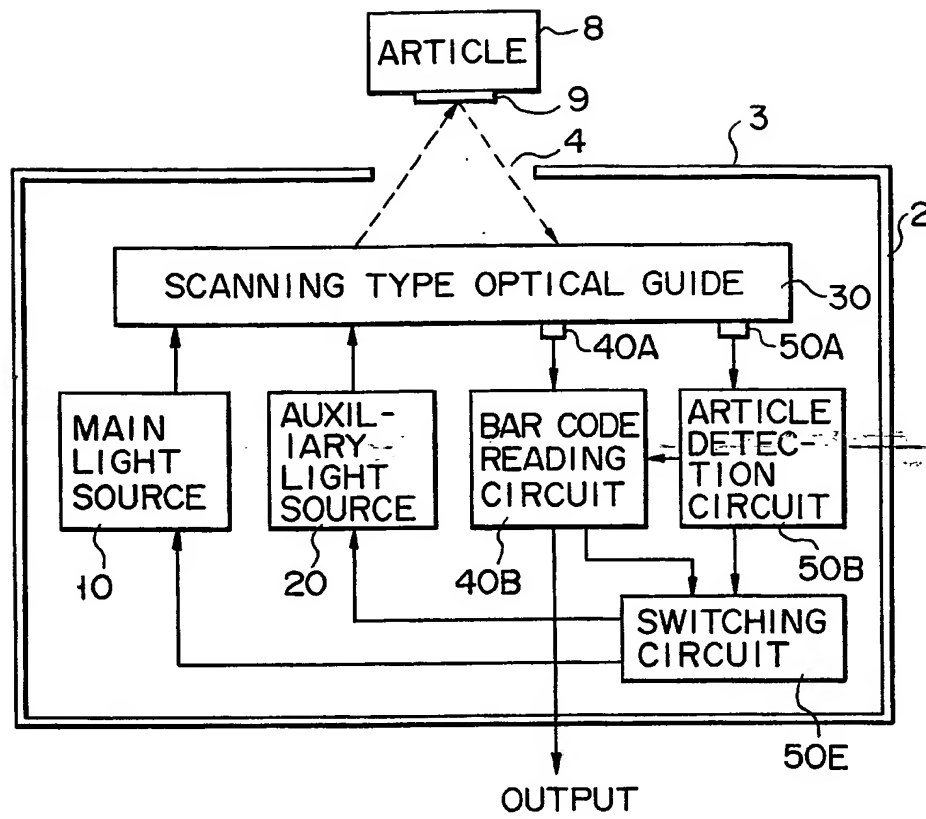 8
ARTICLE
9
3
4
2
SCANNING TYPE OPTICAL GUIDE
30
40A
50A
MAIN
LIGHT
SOURCE
AUXIL-
IARY
LIGHT
SOURCE
BAR CODE
READING
CIRCUIT
ARTICLE
DETEC-
TION
CIRCUIT
10
20
40B
50B
SWITCHING
CIRCUIT
50E
OUTPUT